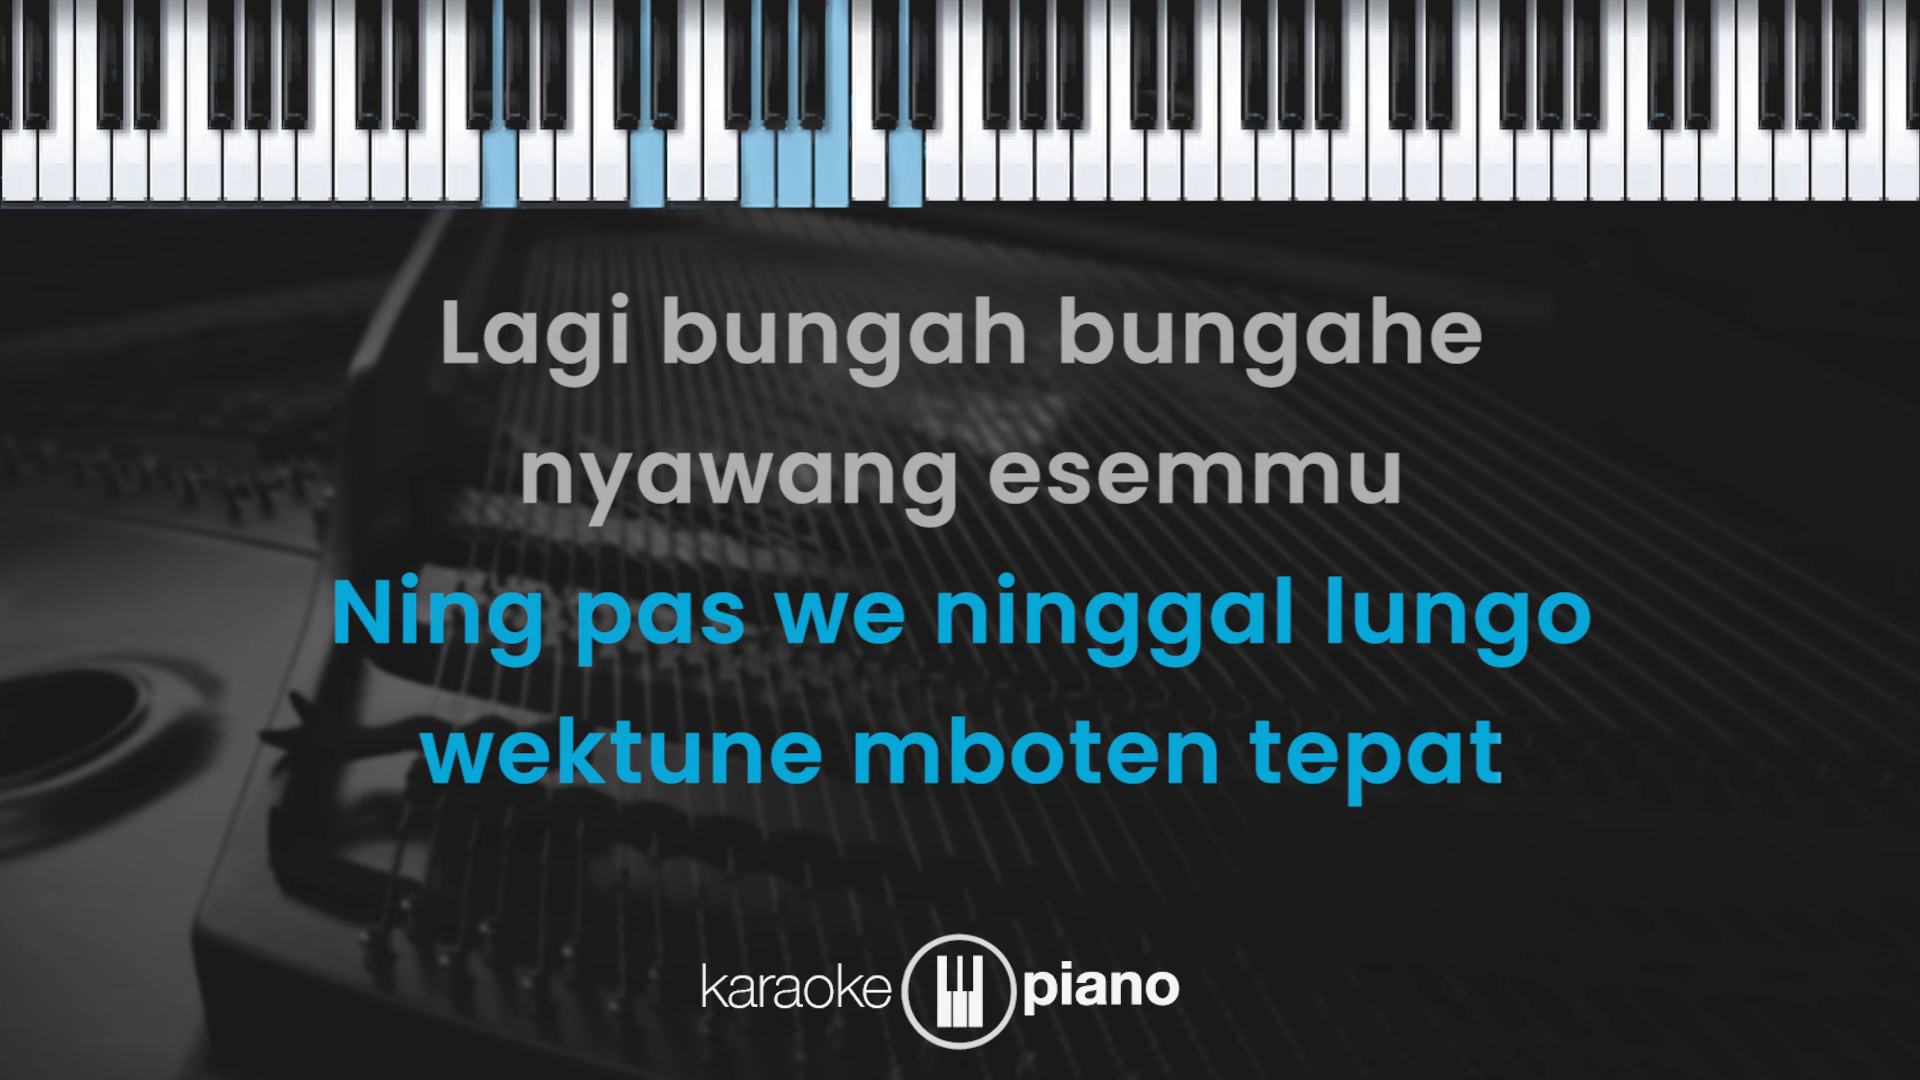 Lagi bungah bungahe
nyawang esemmu
Ning pas we ninggal lungo
wektune mboten tepat
karaoke piano